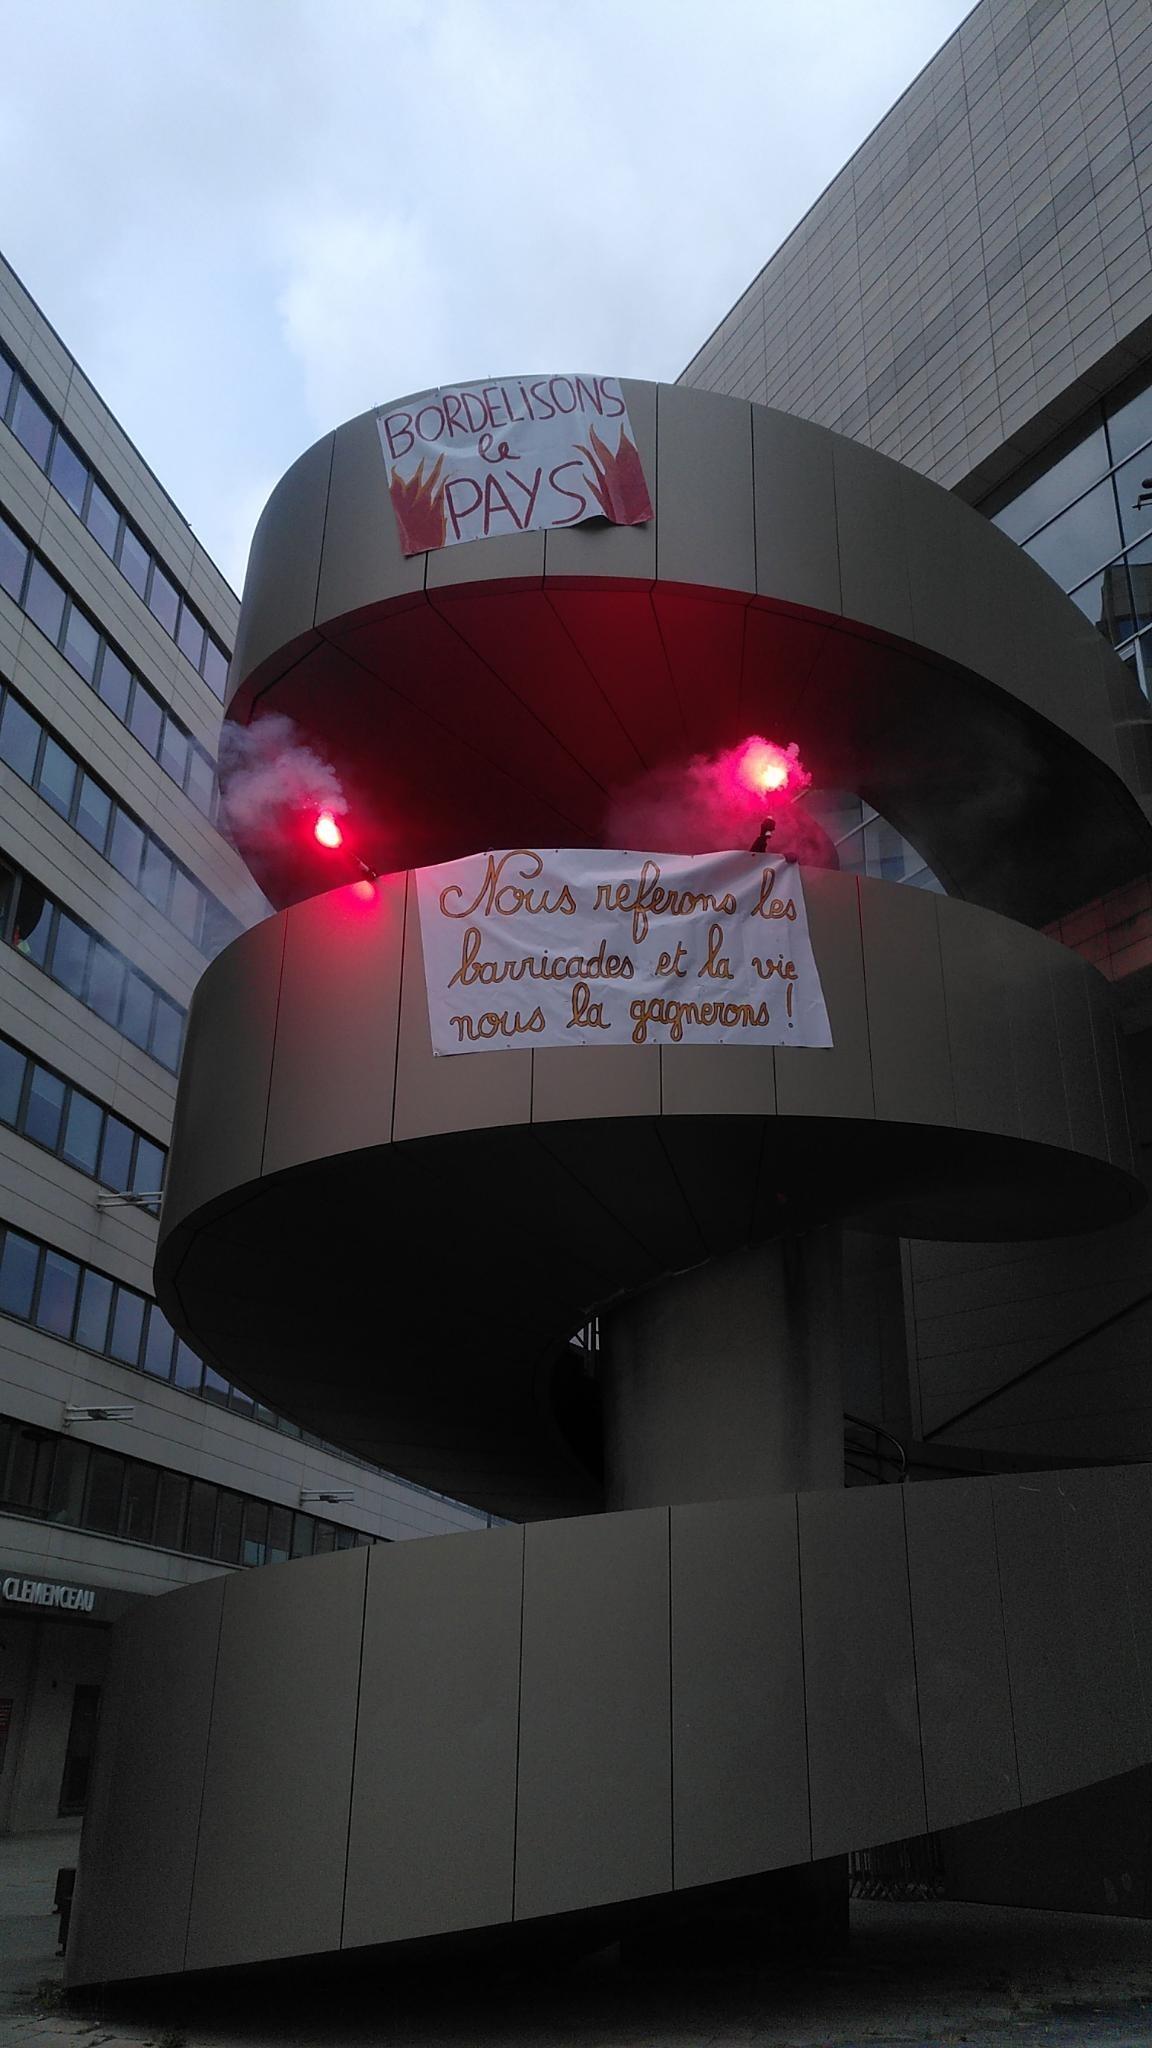 BORDELiSONS
le
PAYS
Nous referons les
barricades et la vie
nous la gagnerons !
CLEMENCEAU